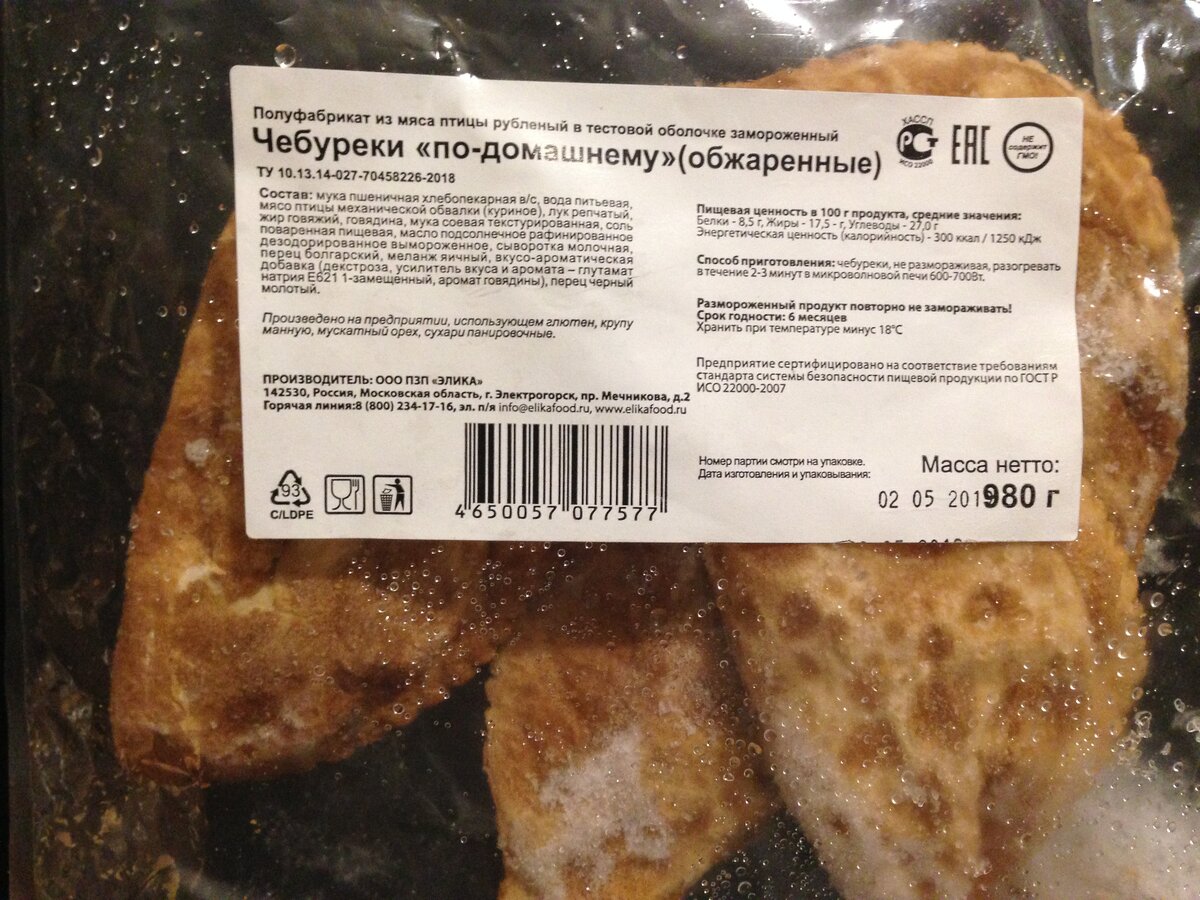 Полуфабрикат из мяса птицы рубленый в тестовой оболочке замороженный
Чебуреки «по-домашнему»(обжаренные)
ТУ 10.13.14-027-70458226-2018
ХАССП
РСТ
ИСО 22000
ЕАС
НЕ
содержит
ГМО!
Состав: мука пшеничная хлебопекарная в/с, вода питьевая,
мясо птицы механической обвалки (куриное), лук репчатый,
жир говяжий, говядина, мука соевая текстурированная, соль
поваренная пищевая, масло подсолнечное рафинированное
дезодорированное вымороженное, сыворотка молочная,
перец болгарский, меланж яичный, вкусо-ароматическая
добавка (декстроза, усилитель вкуса и аромата – глутамат
натрия Е621 1-замещенный, аромат говядины), перец черный
молотый.
Произведено на предприятии, использующем глютен, крупу
манную, мускатный орех, сухари панировочные.
ПРОИЗВОДИТЕЛЬ: ООО ПЗП «ЭЛИКА»
142530, Россия, Московская область, г. Электрогорск, пр. Мечникова, д.2
Горячая линия:8 (800) 234-17-16, эл. п/я info@elikafood.ru, www.elikafood.ru
93
C/LDPE
4 650057 077577
Пищевая ценность в 100 г продукта, средние значения:
Белки - 8,5 г, Жиры - 17,5 - г, Углеводы - 27,0 г
Энергетическая ценность (калорийность) - 300 ккал / 1250 кДж
Способ приготовления: чебуреки, не размораживая, разогревать
в течение 2-3 минут в микроволновой печи 600-700Вт.
Размороженный продукт повторно не замораживать!
Срок годности: 6 месяцев
Хранить при температуре минус 18°С
Предприятие сертифицировано на соответствие требованиям
стандарта системы безопасности пищевой продукции по ГОСТ Р
ИСО 22000-2007
Номер партии смотри на упаковке.
Дата изготовления и упаковывания:
Масса нетто:
02 05 201
980 г